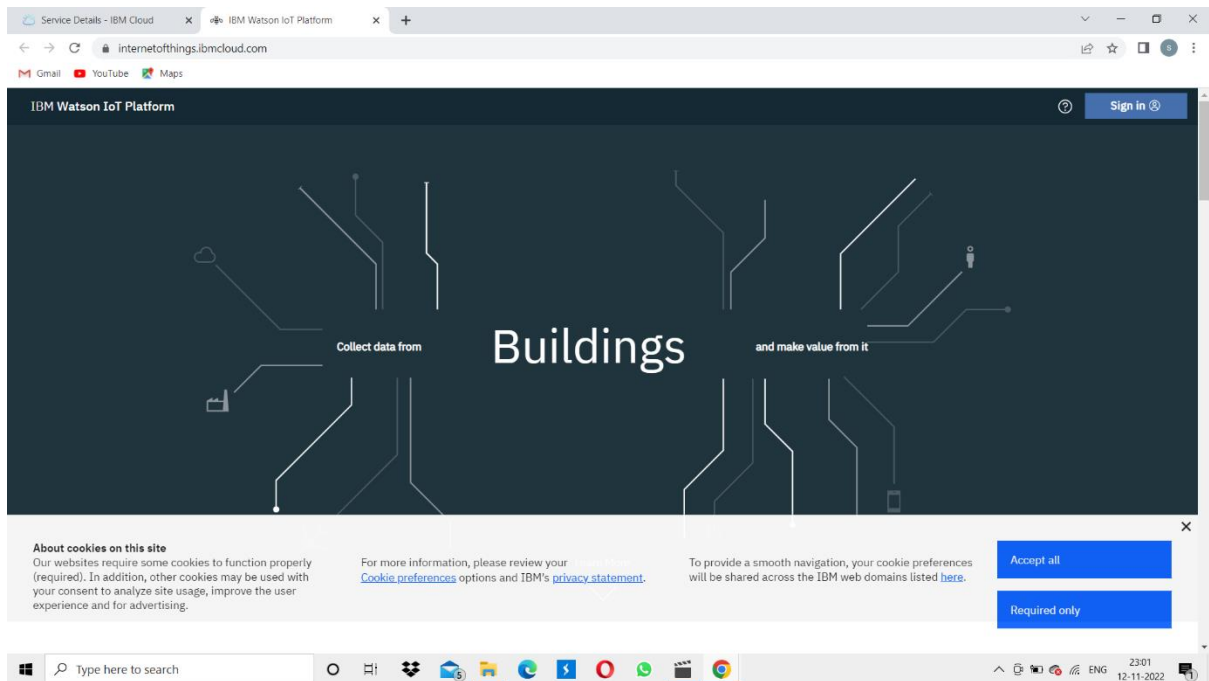 Service Details - IBM Cloud
IBM Watson IoT Platform
internetofthings.ibmcloud.com
S
Gmail
YouTube
Maps
IBM Watson IoT Platform
Sign in
Collect data from
Buildings
and make value from it
About cookies on this site
Our websites require some cookies to function properly
(required). In addition, other cookies may be used with
your consent to analyze site usage, improve the user
experience and for advertising.
For more information, please review your
Cookie preferences options and IBM's privacy statement.
To provide a smooth navigation, your cookie preferences
will be shared across the IBM web domains listed here.
Accept all
Required only
Type here to search
5
ENG
23:01
12-11-2022
1